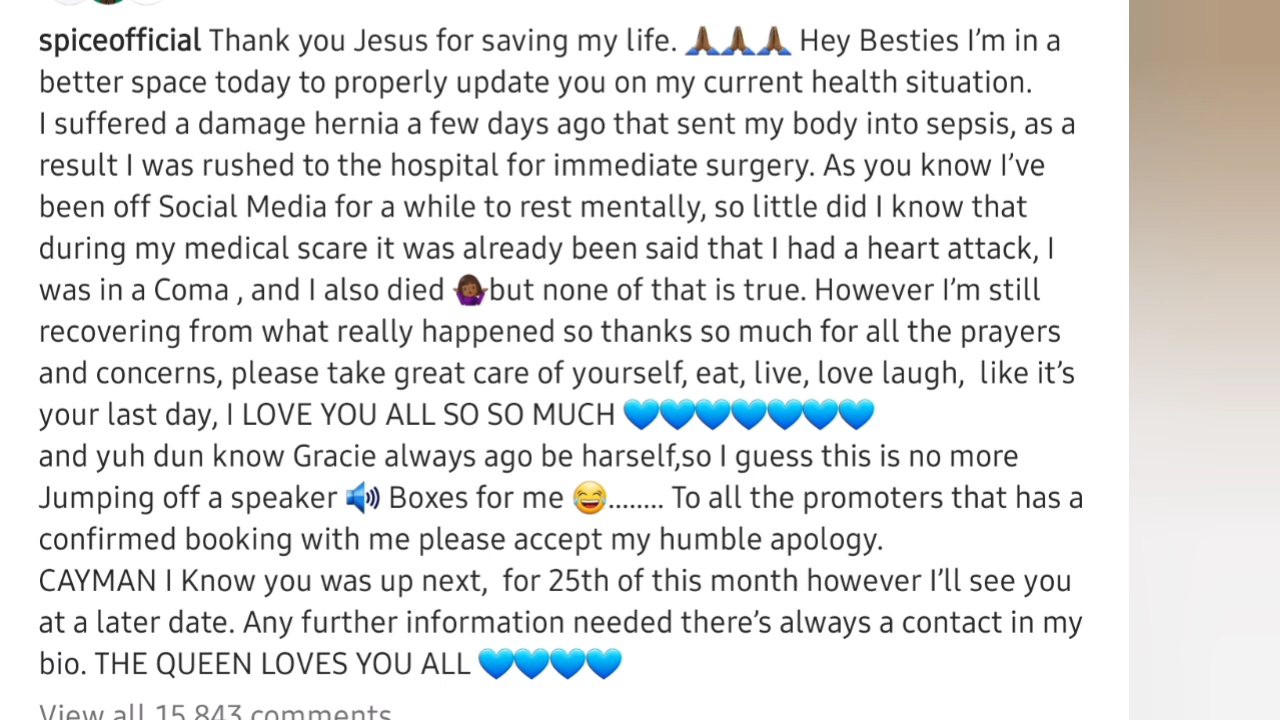 spiceofficial Thank you Jesus for saving my life. 🙏🏾🙏🏾🙏🏾 Hey Besties I’m in a
better space today to properly update you on my current health situation.
I suffered a damage hernia a few days ago that sent my body into sepsis, as a
result I was rushed to the hospital for immediate surgery. As you know I’ve
been off Social Media for a while to rest mentally, so little did I know that
during my medical scare it was already been said that I had a heart attack, I
was in a Coma , and I also died 🤷🏾‍♀️but none of that is true. However I’m still
recovering from what really happened so thanks so much for all the prayers
and concerns, please take great care of yourself, eat, live, love laugh,  like it’s
your last day, I LOVE YOU ALL SO SO MUCH 💙💙💙💙💙💙💙
and yuh dun know Gracie always ago be harself,so I guess this is no more
Jumping off a speaker 🔊 Boxes for me 😂........ To all the promoters that has a
confirmed booking with me please accept my humble apology.
CAYMAN I Know you was up next,  for 25th of this month however I’ll see you
at a later date. Any further information needed there’s always a contact in my
bio. THE QUEEN LOVES YOU ALL 💙💙💙💙
View all 15,843 comments